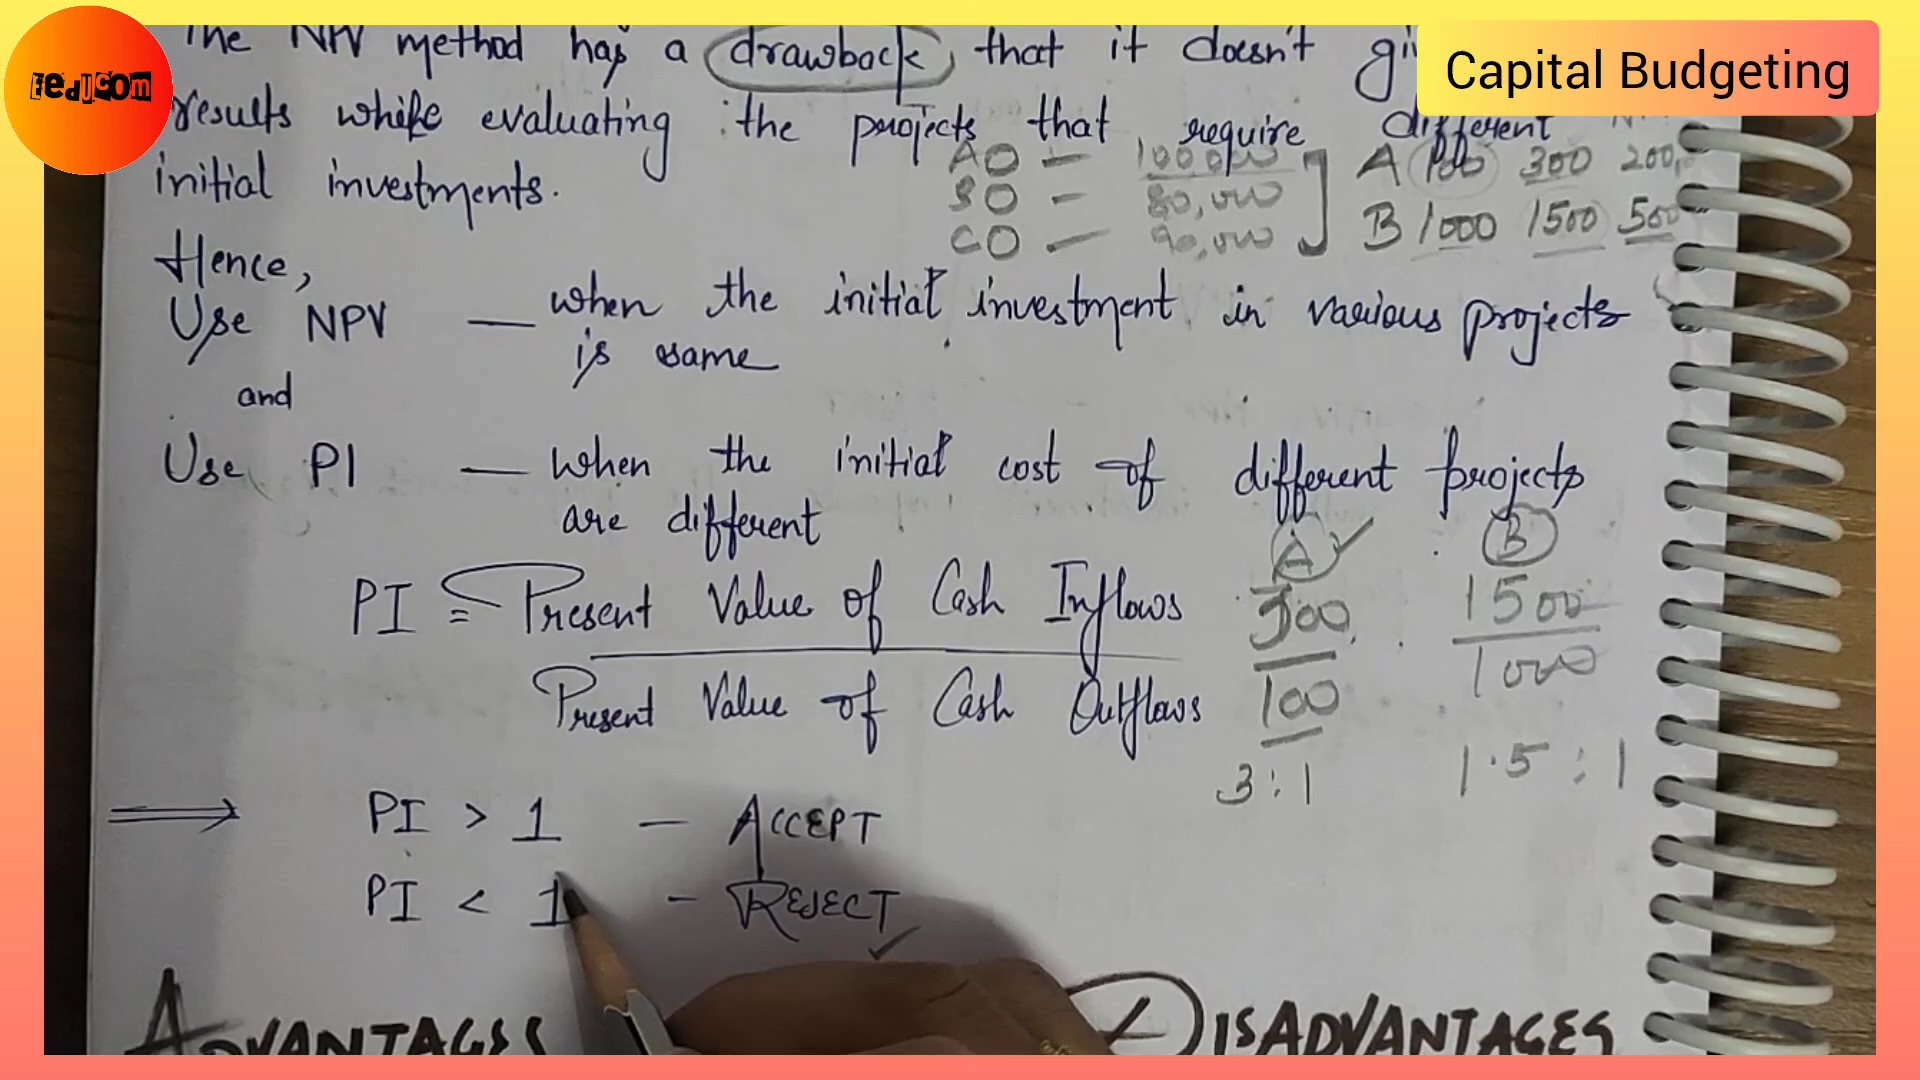 EeduCom
Capital Budgeting
The NPV method has a drawback, that it doesn't gi
results while evaluating the projects that require different
initial investments.
AO - 100000
BO - 80,000
CO - 90,000
A 100 300 200
B 1000 1500 500
Hence,
Use NPV — when the initial investment in various projects
is same
and
Use PI — when the initial cost of different projects
are different
A B
PI = Present Value of Cash Inflows
Present Value of Cash Outflows
300
100
1500
1000
3:1
1.5:1
⟹ PI > 1 — ACCEPT
PI < 1 - REJECT
ADVANTAGES
DISADVANTAGES